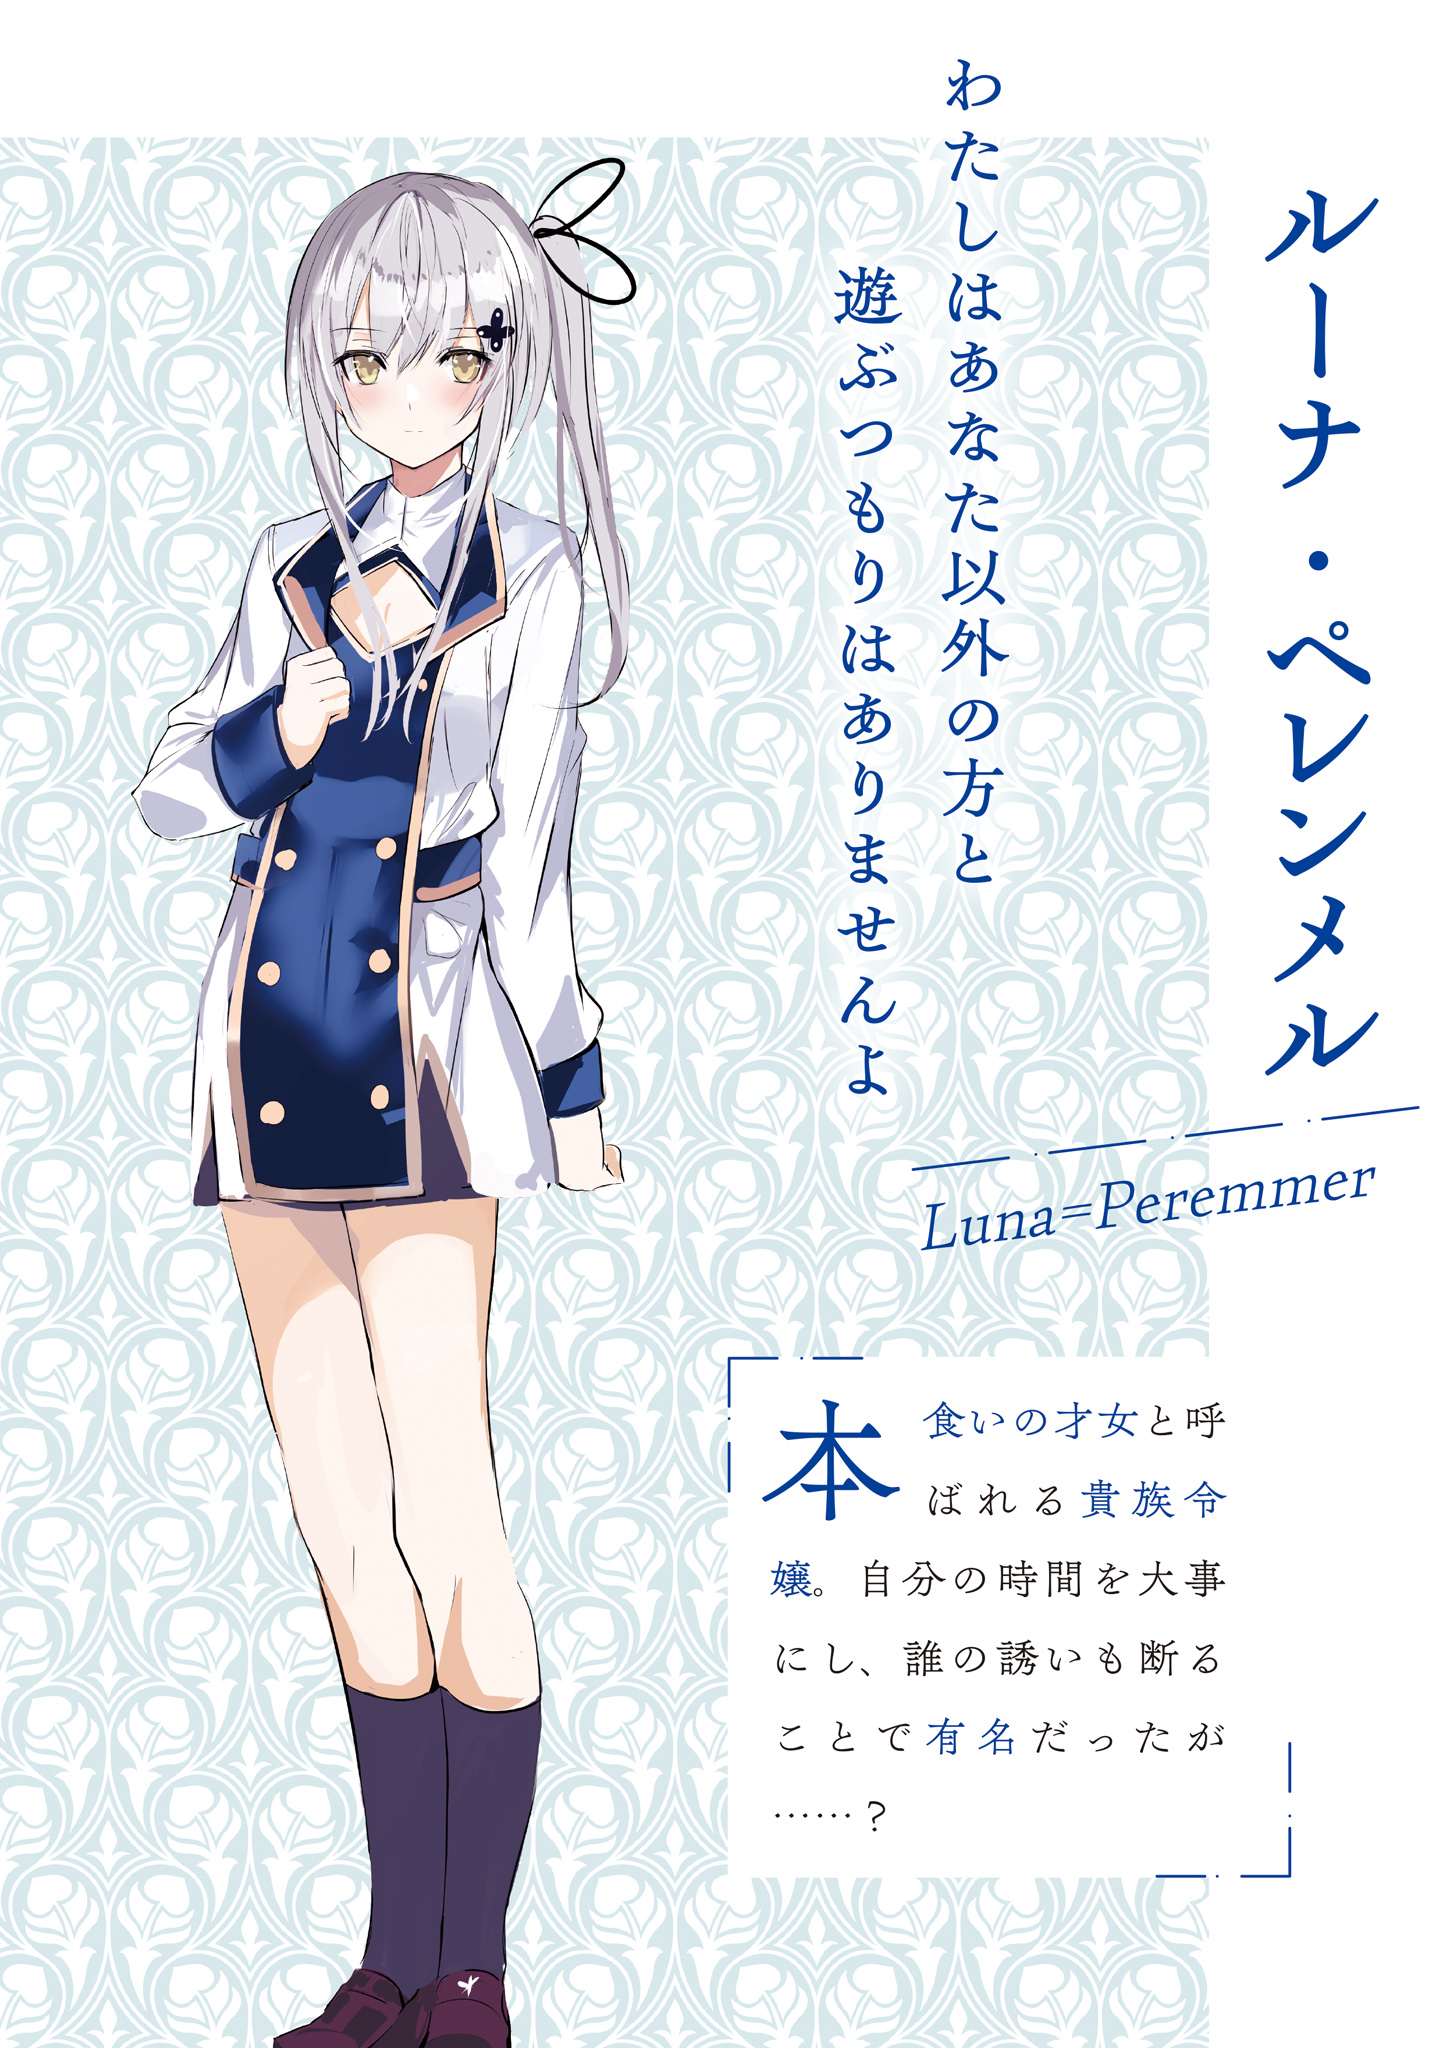 ルーナ・ペレンメル
Luna=Peremmer
わたしはあなた以外の方と
遊ぶつもりはありませんよ
本食いの才女と呼
ばれる貴族令
嬢。自分の時間を大事
にし、誰の誘いも断る
ことで有名だったが
……？